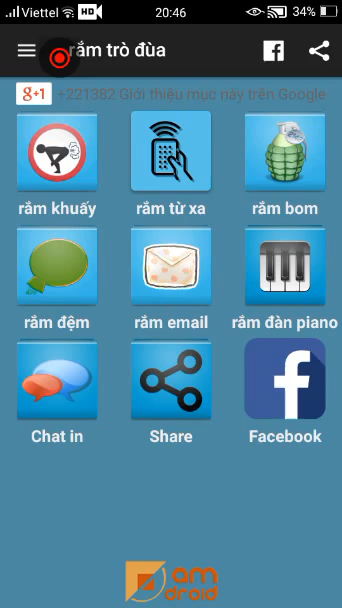 Viettel HD 20:46 34%
rắm trò đùa
g+1 +221382 Giới thiệu mục này trên Google
rắm khuấy rắm từ xa rắm bom
rắm đệm rắm email rắm đàn piano
Chat in Share Facebook
am
droid